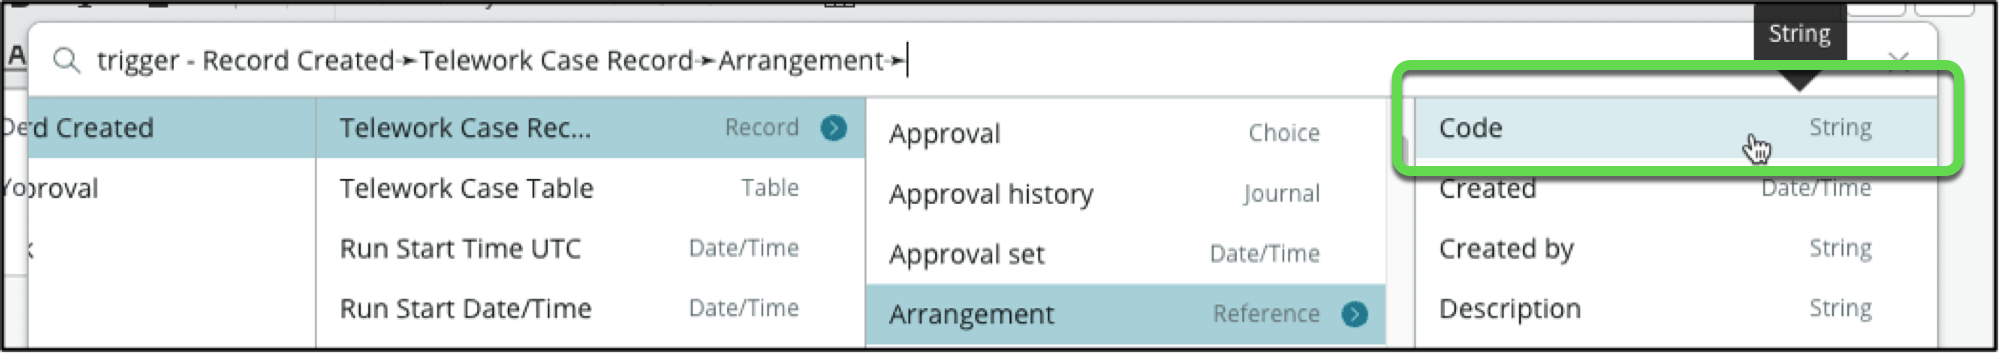 String
trigger - Record Created➛Telework Case Record➛Arrangement➛
rd Created
Telework Case Rec... Record
Approval Choice
Code String
proval
Telework Case Table Table
Approval history Journal
Created Date/Time
Run Start Time UTC Date/Time
Approval set Date/Time
Created by String
Run Start Date/Time Date/Time
Arrangement Reference
Description String